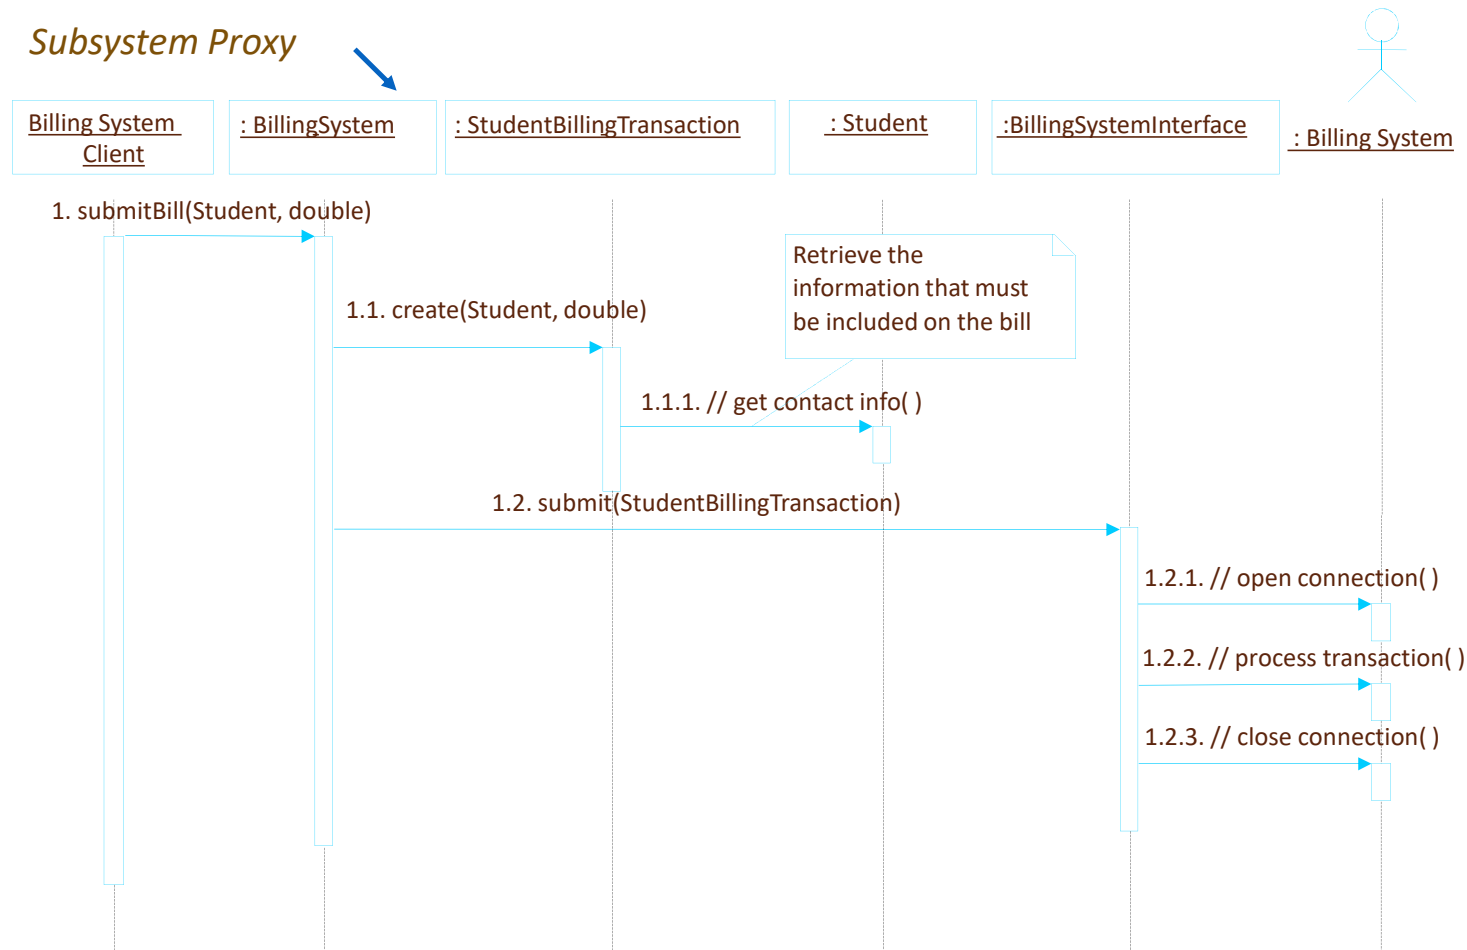 Subsystem Proxy
Billing System
Client
: BillingSystem
: StudentBillingTransaction
: Student
:BillingSystemInterface
: Billing System
1. submitBill(Student, double)
Retrieve the
information that must
be included on the bill
1.1. create(Student, double)
1.1.1. // get contact info( )
1.2. submit(StudentBillingTransaction)
1.2.1. // open connection( )
1.2.2. // process transaction( )
1.2.3. // close connection( )